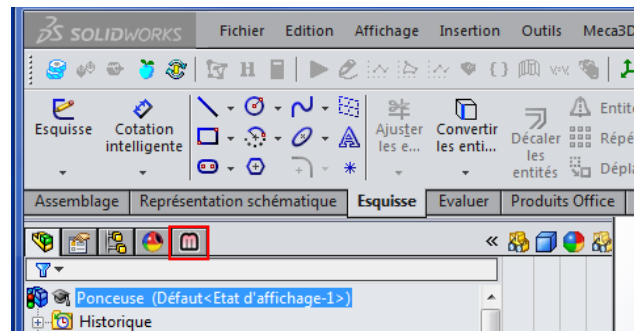 SOLIDWORKS Fichier Edition Affichage Insertion Outils Meca3D
Esquisse Cotation intelligente Ajuster les e... Convertir les enti... Décaler les entités Entité
Répé
Dépla
Assemblage Représentation schématique Esquisse Evaluer Produits Office
Ponceuse (Défaut<Etat d'affichage-1>)
Historique